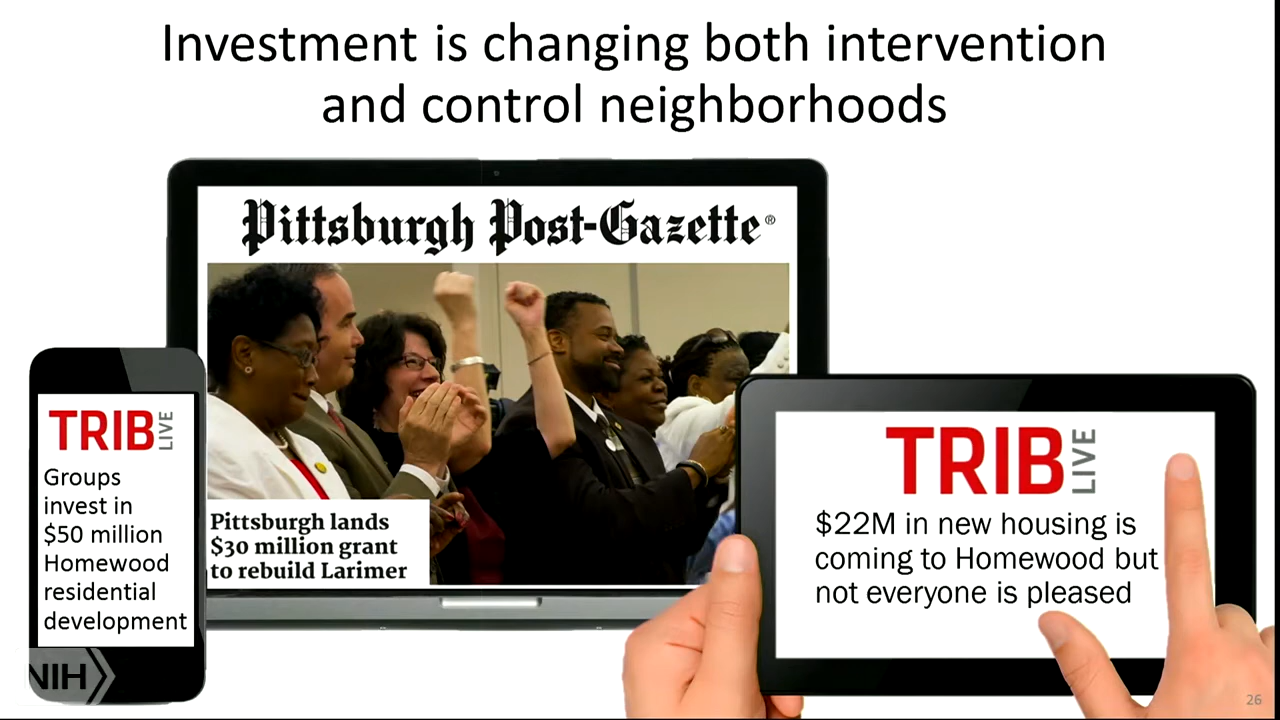 Investment is changing both intervention
and control neighborhoods
Pittsburgh Post-Gazette®
Pittsburgh lands
$30 million grant
to rebuild Larimer
TRIB LIVE
Groups
invest in
$50 million
Homewood
residential
development
TRIB LIVE
$22M in new housing is
coming to Homewood but
not everyone is pleased
NIH
26